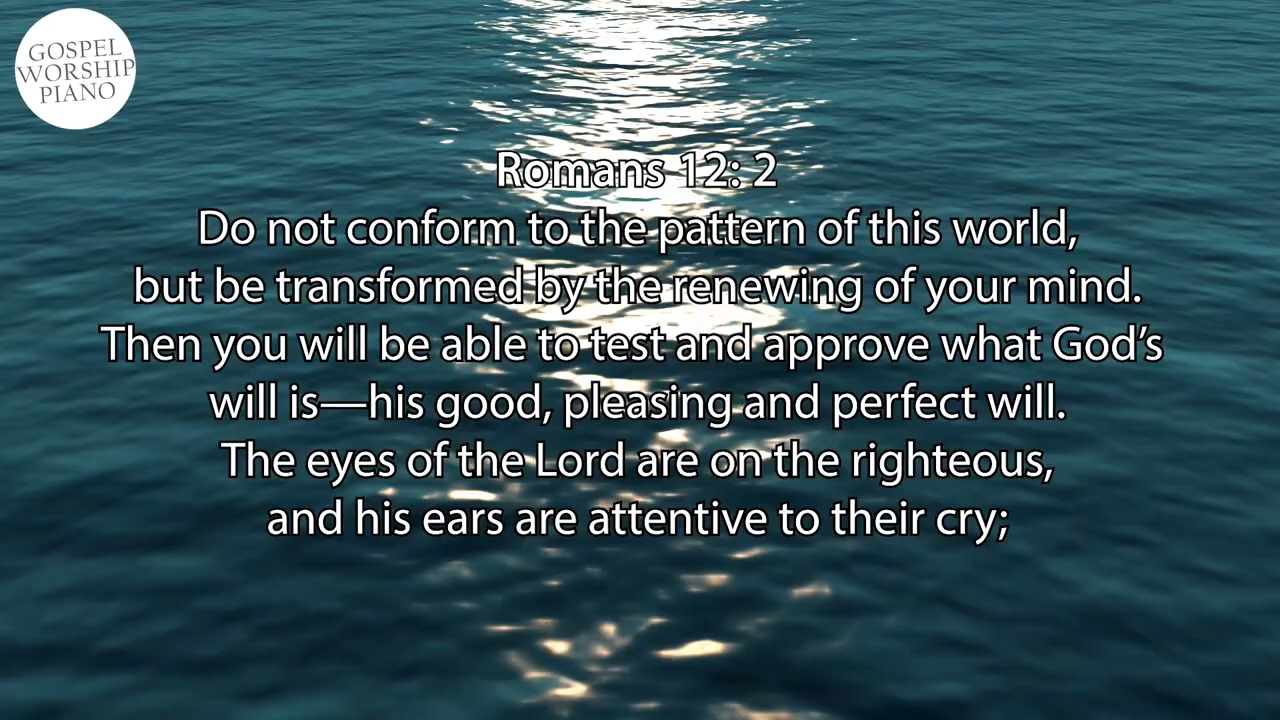 GOSPEL
WORSHIP
PIANO
Romans 12: 2
Do not conform to the pattern of this world,
but be transformed by the renewing of your mind.
Then you will be able to test and approve what God’s
will is—his good, pleasing and perfect will.
The eyes of the Lord are on the righteous,
and his ears are attentive to their cry;